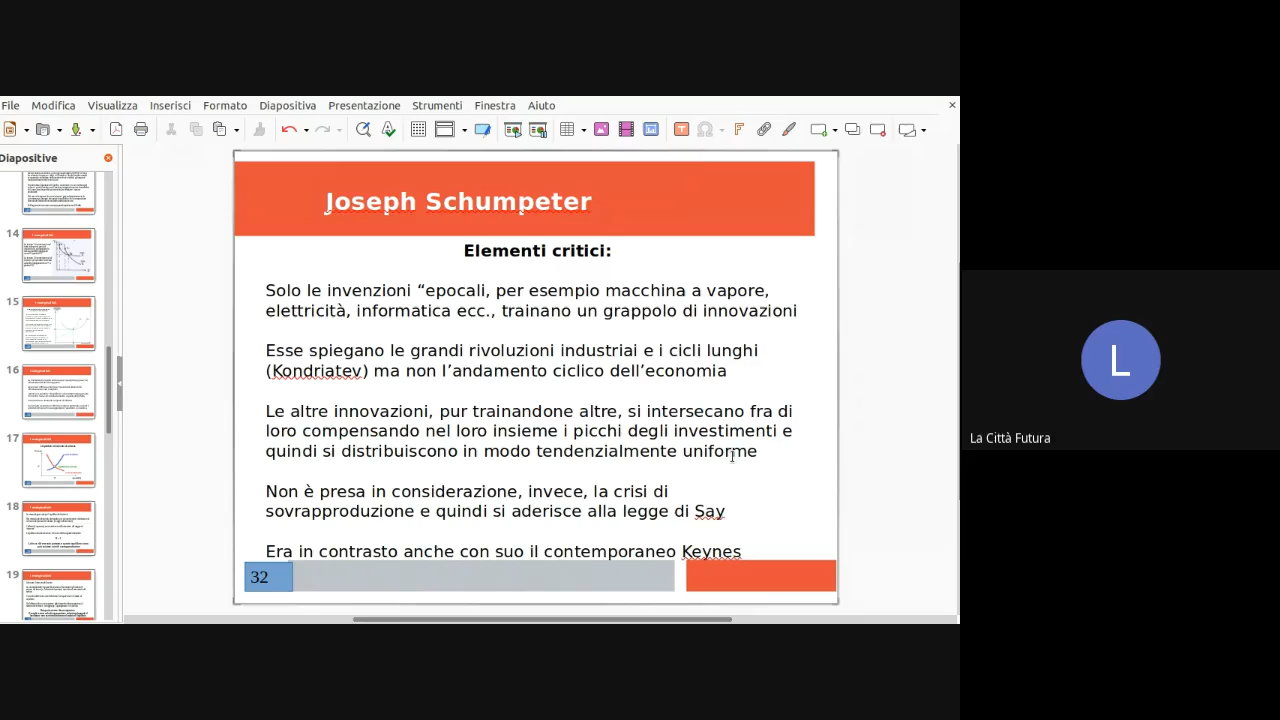 File Modifica Visualizza Inserisci Formato Diapositiva Presentazione Strumenti Finestra Aiuto
Diapositive
14
15
16
17
18
19
Joseph Schumpeter
Elementi critici:
Solo le invenzioni “epocali, per esempio macchina a vapore,
elettricità, informatica ecc., trainano un grappolo di innovazioni
Esse spiegano le grandi rivoluzioni industriai e i cicli lunghi
(Kondriatev) ma non l’andamento ciclico dell’economia
Le altre innovazioni, pur trainandone altre, si intersecano fra di
loro compensando nel loro insieme i picchi degli investimenti e
quindi si distribuiscono in modo tendenzialmente uniforme
Non è presa in considerazione, invece, la crisi di
sovrapproduzione e quindi si aderisce alla legge di Say
Era in contrasto anche con suo il contemporaneo Keynes
32
L
La Città Futura